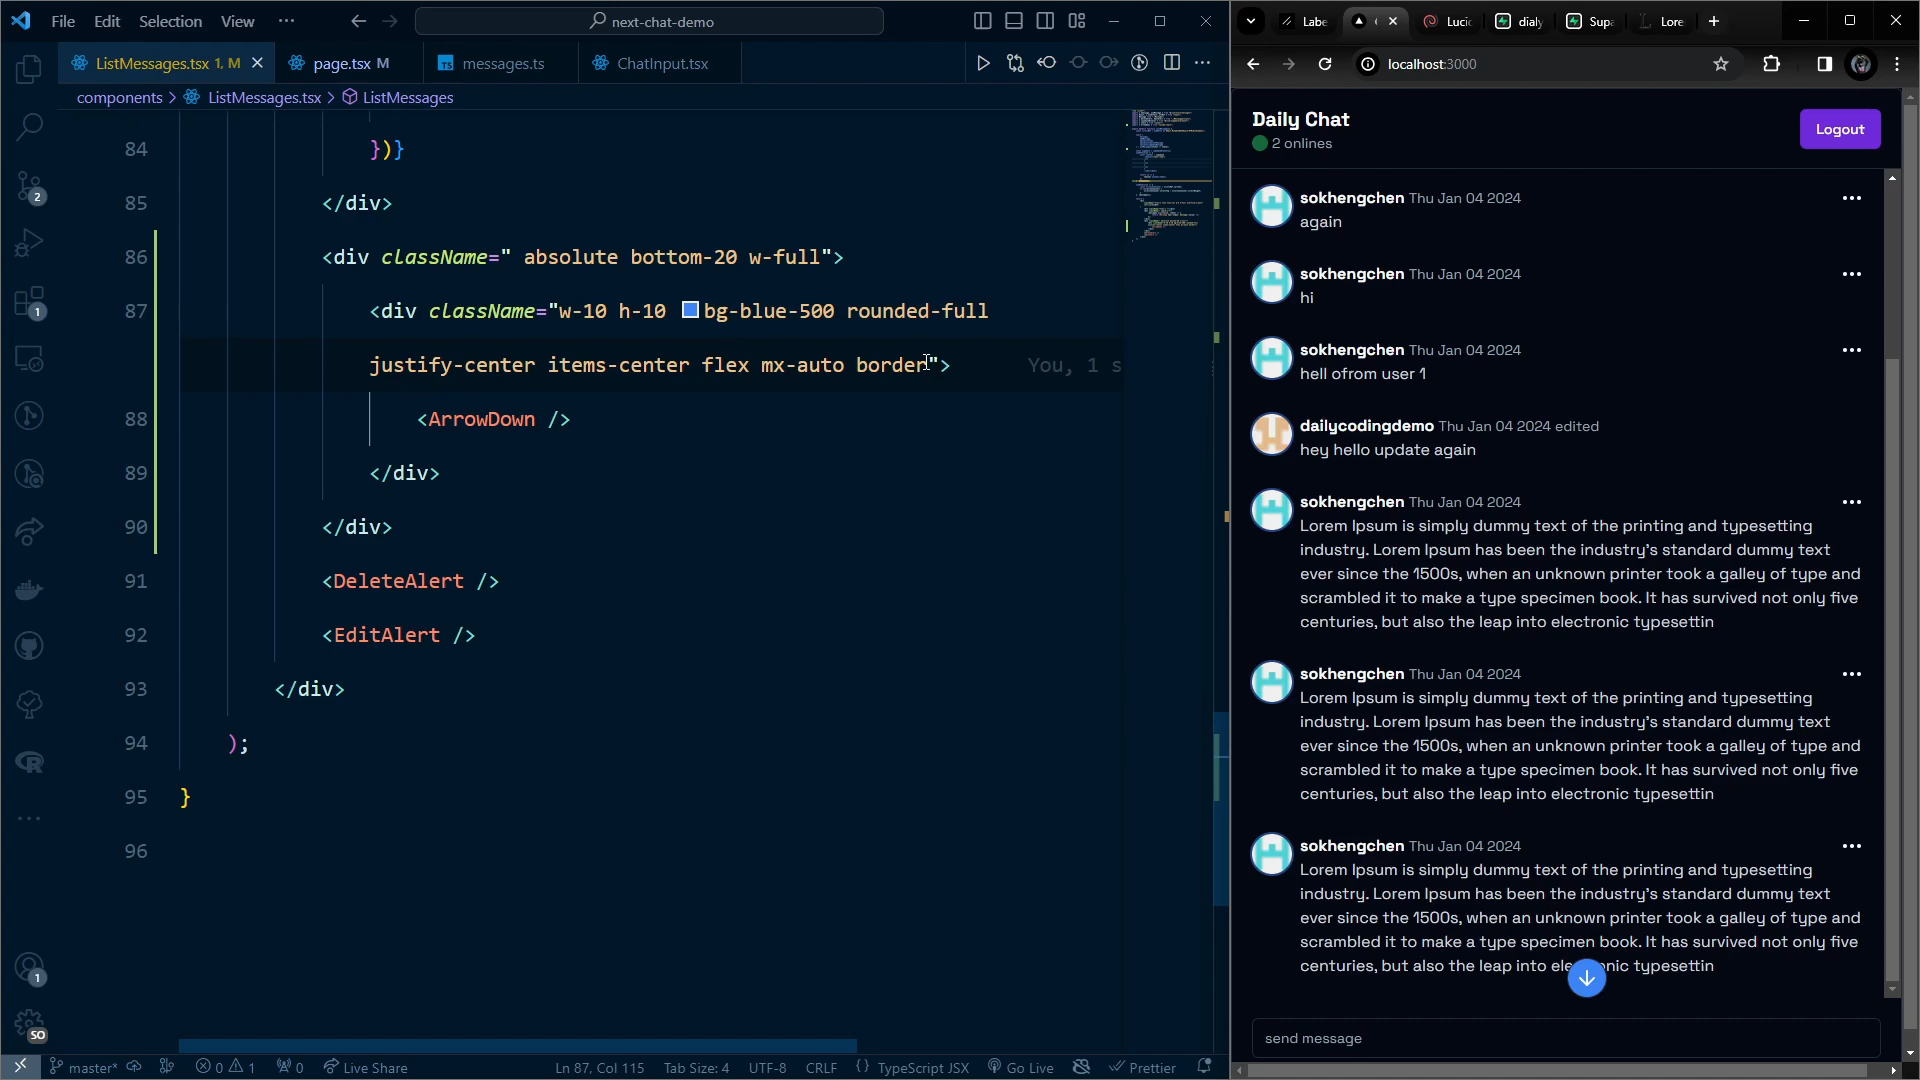 File Edit Selection View ··· next-chat-demo
ListMessages.tsx 1, M page.tsx M messages.ts ChatInput.tsx
components > ListMessages.tsx > ListMessages
84 })}
85 </div>
86 <div className=" absolute bottom-20 w-full">
87 <div className="w-10 h-10 bg-blue-500 rounded-full
justify-center items-center flex mx-auto border"> You, 1 s
88 <ArrowDown />
89 </div>
90 </div>
91 <DeleteAlert />
92 <EditAlert />
93 </div>
94 );
95 }
96
2
1
1
SO
master* 0 1 0 Live Share Ln 87, Col 115 Tab Size: 4 UTF-8 CRLF {} TypeScript JSX Go Live Prettier
Labe Lucic dialy Supa Lore
localhost:3000
Daily Chat
2 onlines
Logout
sokhengchen Thu Jan 04 2024
again
sokhengchen Thu Jan 04 2024
hi
sokhengchen Thu Jan 04 2024
hell ofrom user 1
dailycodingdemo Thu Jan 04 2024 edited
hey hello update again
sokhengchen Thu Jan 04 2024
Lorem Ipsum is simply dummy text of the printing and typesetting
industry. Lorem Ipsum has been the industry's standard dummy text
ever since the 1500s, when an unknown printer took a galley of type and
scrambled it to make a type specimen book. It has survived not only five
centuries, but also the leap into electronic typesettin
sokhengchen Thu Jan 04 2024
Lorem Ipsum is simply dummy text of the printing and typesetting
industry. Lorem Ipsum has been the industry's standard dummy text
ever since the 1500s, when an unknown printer took a galley of type and
scrambled it to make a type specimen book. It has survived not only five
centuries, but also the leap into electronic typesettin
sokhengchen Thu Jan 04 2024
Lorem Ipsum is simply dummy text of the printing and typesetting
industry. Lorem Ipsum has been the industry's standard dummy text
ever since the 1500s, when an unknown printer took a galley of type and
scrambled it to make a type specimen book. It has survived not only five
centuries, but also the leap into electronic typesettin
send message